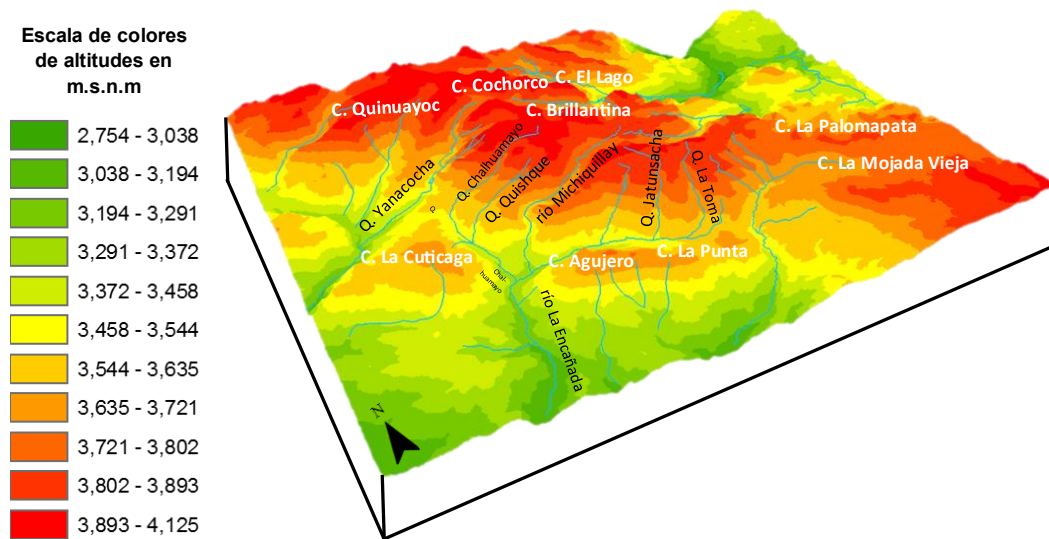 Escala de colores
de altitudes en
m.s.n.m
2,754 - 3,038
3,038 - 3,194
3,194 - 3,291
3,291 - 3,372
3,372 - 3,458
3,458 - 3,544
3,544 - 3,635
3,635 - 3,721
3,721 - 3,802
3,802 - 3,893
3,893 - 4,125
C. El Lago
C. Cochorco
C. Quinuayoc
C. Brillantina
C. La Palomapata
C. La Mojada Vieja
Q. Yanacocha
Q. Chalhuamayo
Q. Quishque
río Michiquillay
Q. Jatunsacha
Q. La Toma
Q
C. La Cuticaga
Chal-
huamayo
C. Agujero
C. La Punta
río La Encañada
N